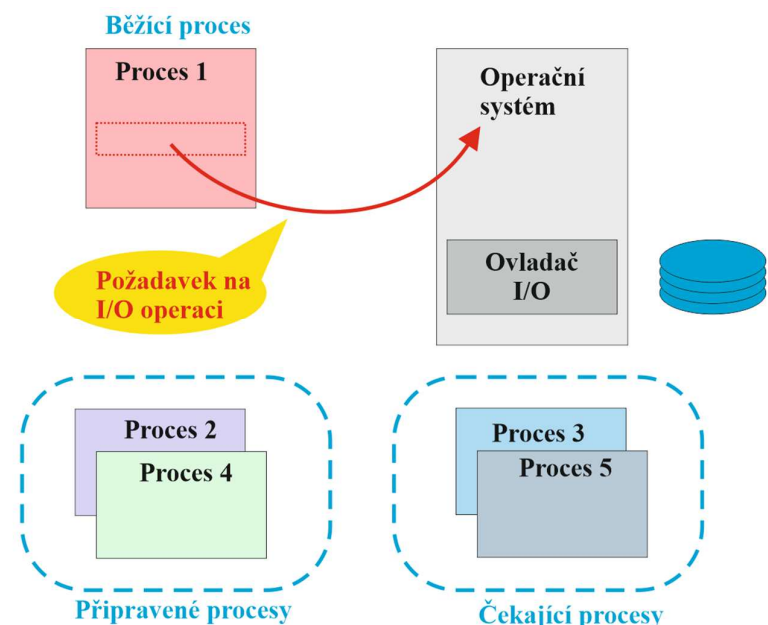 Běžící proces
Proces 1
Operační
systém
Požadavek na
I/O operaci
Ovladač
I/O
Proces 2
Proces 4
Připravené procesy
Proces 3
Proces 5
Čekající procesy